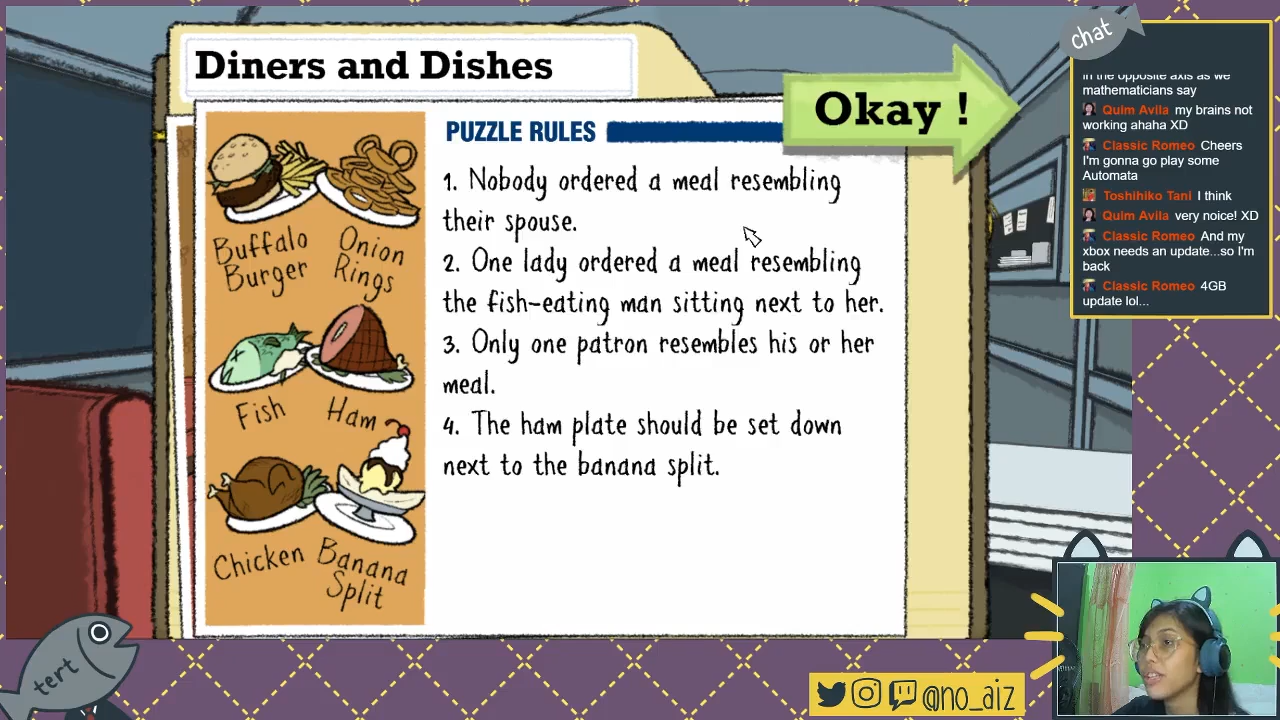 Diners and Dishes
Okay !
PUZZLE RULES
1. Nobody ordered a meal resembling
their spouse.
2. One lady ordered a meal resembling
the fish-eating man sitting next to her.
3. Only one patron resembles his or her
meal.
4. The ham plate should be set down
next to the banana split.
Buffalo
Burger
Onion
Rings
Fish
Ham
Chicken
Banana
Split
chat
in the opposite axis as we
mathematicians say
Quim Avila my brains not
working ahaha XD
Classic Romeo Cheers
I'm gonna go play some
Automata
Toshihiko Tani I think
Quim Avila very noice! XD
Classic Romeo And my
xbox needs an update...so I'm
back
Classic Romeo 4GB
update lol...
tert
@no_aiz